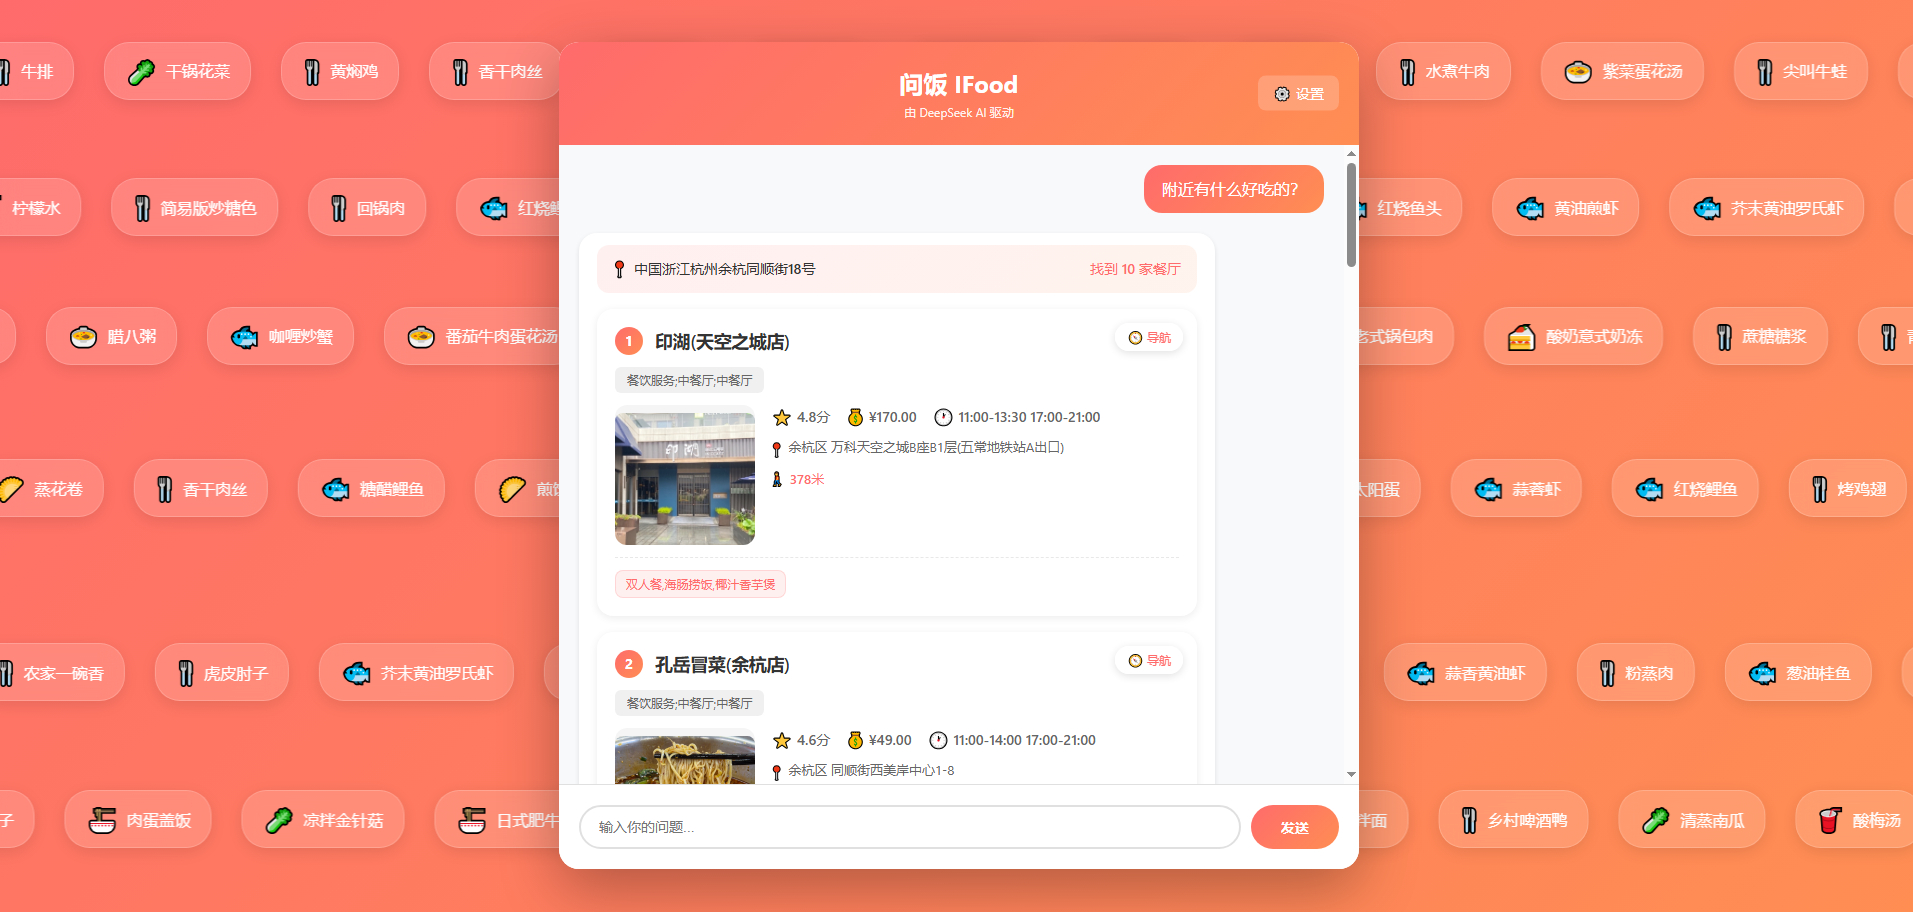 牛排
干锅花菜
黄焖鸡
香干肉丝
问饭 IFood
由 DeepSeek AI 驱动
设置
水煮牛肉
紫菜蛋花汤
尖叫牛蛙
柠檬水
简易版炒糖色
回锅肉
红烧鲤
附近有什么好吃的?
红烧鱼头
黄油煎虾
芥末黄油罗氏虾
中国浙江杭州余杭同顺街18号
找到 10 家餐厅
腊八粥
咖喱炒蟹
番茄牛肉蛋花汤
1 印湖(天空之城店)
导航
餐饮服务;中餐厅;中餐厅
印湖
4.8分 ¥170.00 11:00-13:30 17:00-21:00
余杭区 万科天空之城B座B1层(五常地铁站A出口)
378米
双人餐,海肠捞饭,椰汁香芋煲
老式锅包肉
酸奶意式奶冻
蔗糖糖浆
蒸花卷
香干肉丝
糖醋鲤鱼
煎饺
太阳蛋
蒜蓉虾
红烧鲤鱼
烤鸡翅
农家一碗香
虎皮肘子
芥末黄油罗氏虾
2 孔岳冒菜(余杭店)
导航
餐饮服务;中餐厅;中餐厅
4.6分 ¥49.00 11:00-14:00 17:00-21:00
余杭区 同顺街西美岸中心1-8
蒜香黄油虾
粉蒸肉
葱油桂鱼
子
肉蛋盖饭
凉拌金针菇
日式肥牛
输入你的问题...
发送
拌面
乡村啤酒鸭
清蒸南瓜
酸梅汤